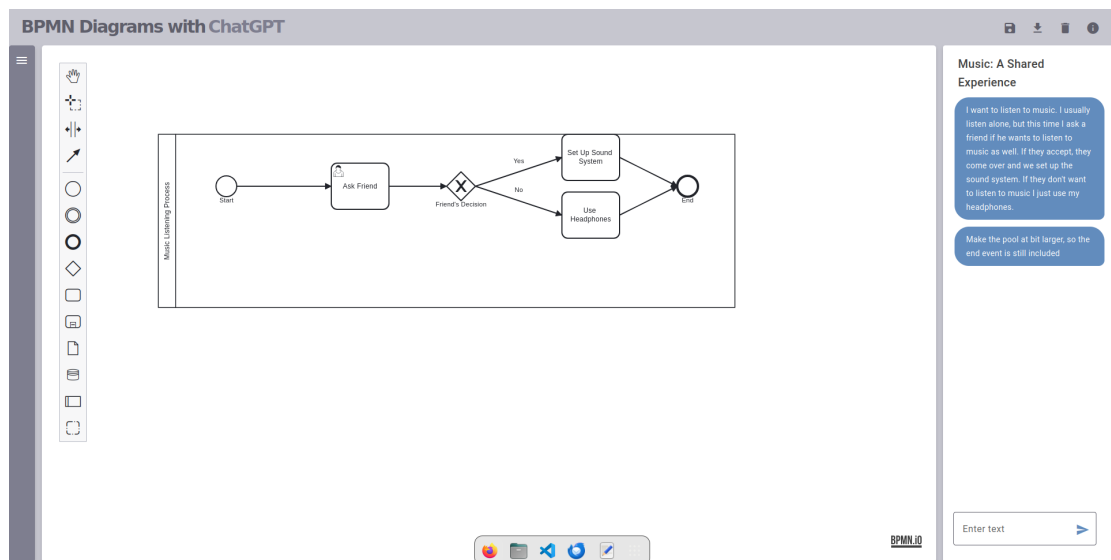 BPMN Diagrams with ChatGPT
Music: A Shared
Experience
I want to listen to music. I usually
listen alone, but this time I ask a
friend if he wants to listen to
music as well. If they accept, they
come over and we set up the
sound system. If they don't want
to listen to music I just use my
headphones.
Make the pool at bit larger, so the
end event is still included
Music Listening Process
Start
Ask Friend
X
Friend's Decision
Yes
No
Set Up Sound
System
Use
Headphones
End
BPMN.iO
Enter text